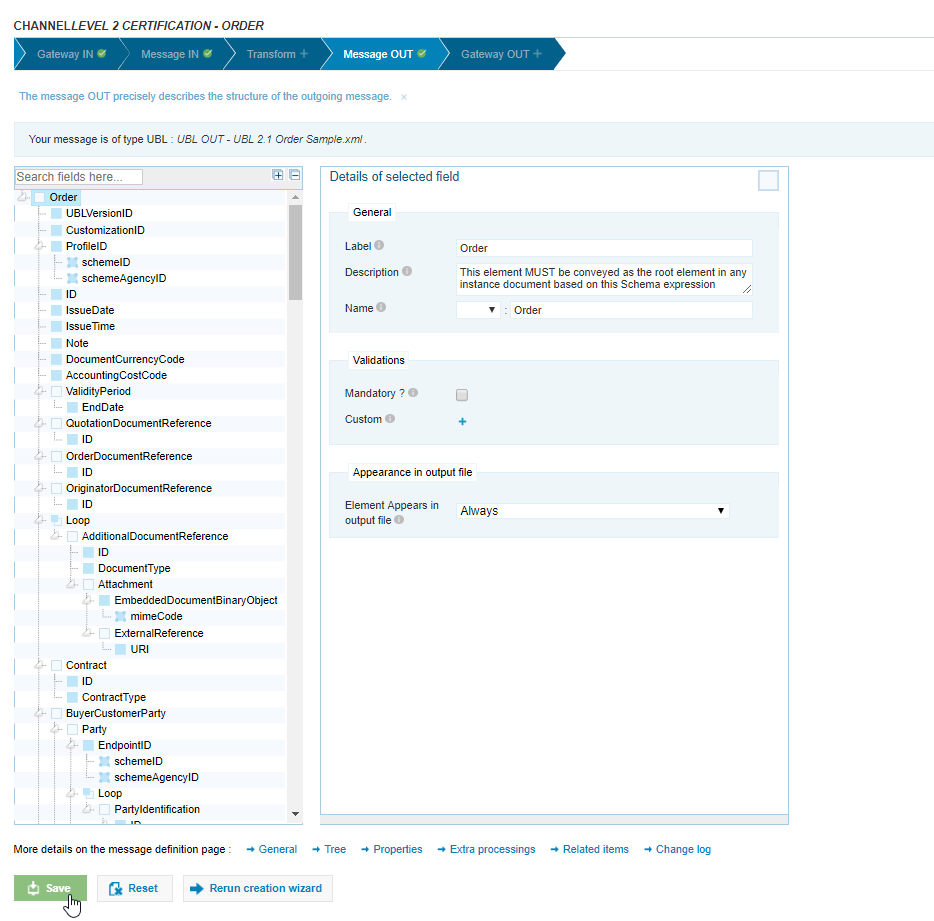 CHANNELLEVEL 2 CERTIFICATION - ORDER
Gateway IN Message IN Transform + Message OUT Gateway OUT +
The message OUT precisely describes the structure of the outgoing message. ×
Your message is of type UBL : UBL OUT - UBL 2.1 Order Sample.xml .
Search fields here...
Order
UBLVersionID
CustomizationID
ProfileID
schemeID
schemeAgencyID
ID
IssueDate
IssueTime
Note
DocumentCurrencyCode
AccountingCostCode
ValidityPeriod
EndDate
QuotationDocumentReference
ID
OrderDocumentReference
ID
OriginatorDocumentReference
ID
Loop
AdditionalDocumentReference
ID
DocumentType
Attachment
EmbeddedDocumentBinaryObject
mimeCode
ExternalReference
URI
Contract
ID
ContractType
BuyerCustomerParty
Party
EndpointID
schemeID
schemeAgencyID
Loop
PartyIdentification
ID
Details of selected field
General
Label Order
Description This element MUST be conveyed as the root element in any
instance document based on this Schema expression
Name : Order
Validations
Mandatory ?
Custom +
Appearance in output file
Element Appears in
output file Always
More details on the message definition page : General Tree Properties Extra processings Related items Change log
Save Reset Rerun creation wizard